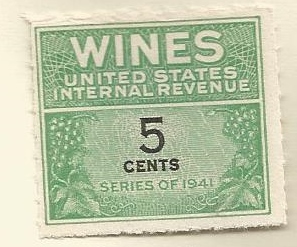 WINES
UNITED STATES
INTERNAL REVENUE
5
CENTS
SERIES OF 1941